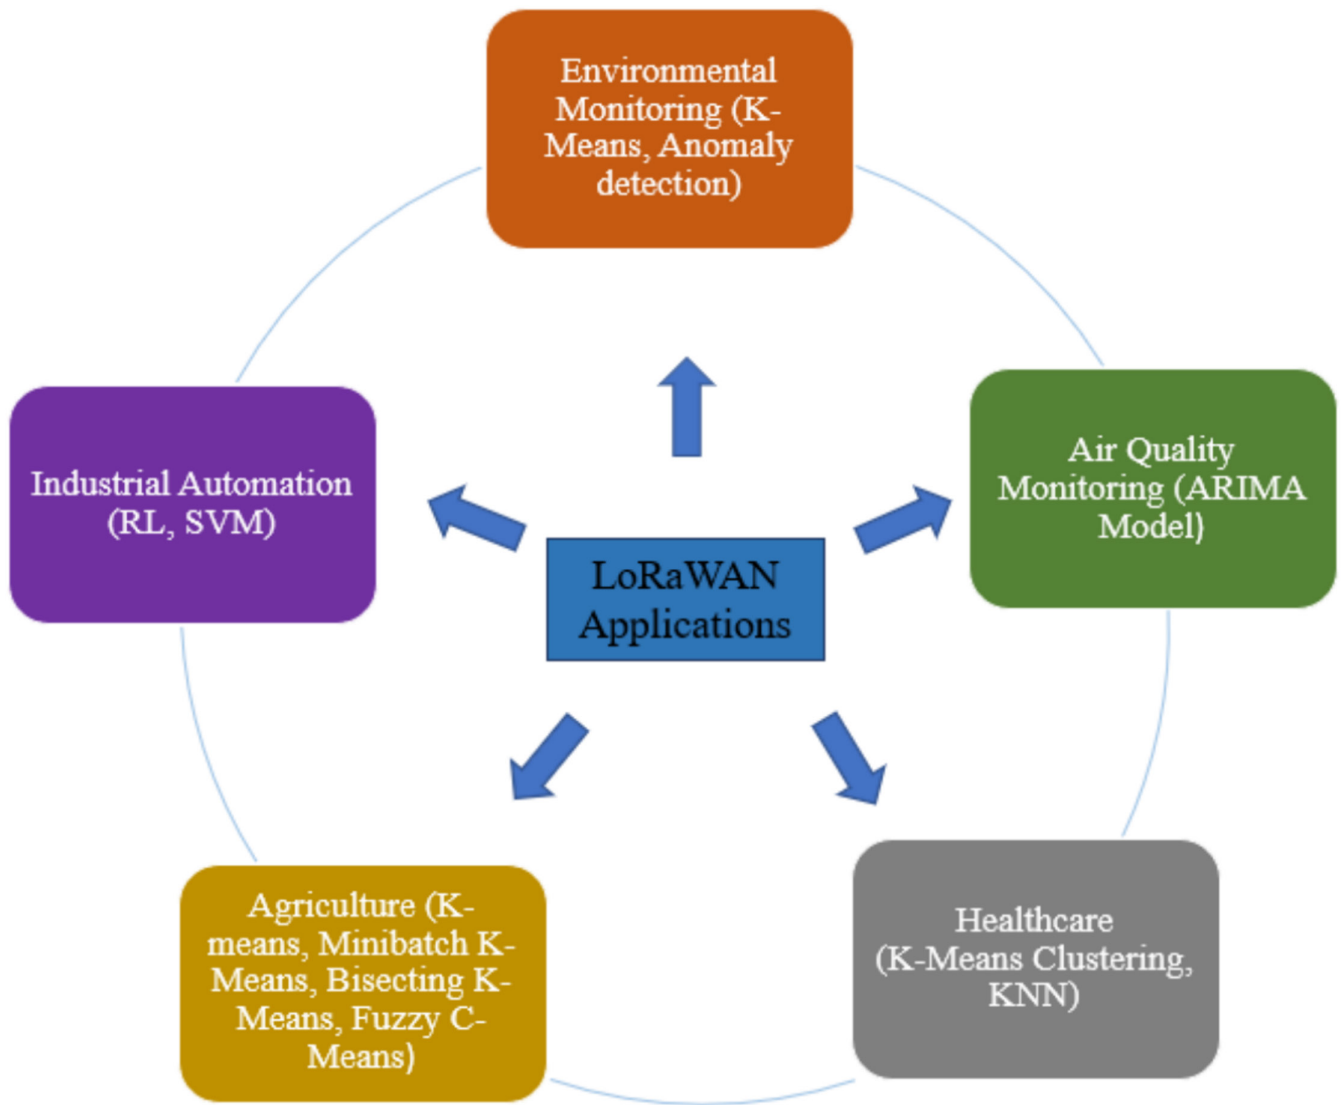 Environmental
Monitoring (K-
Means, Anomaly
detection)
Industrial Automation
(RL, SVM)
Air Quality
Monitoring (ARIMA
Model)
LoRaWAN
Applications
Agriculture (K-
means, Minibatch K-
Means, Bisecting K-
Means, Fuzzy C-
Means)
Healthcare
(K-Means Clustering,
KNN)